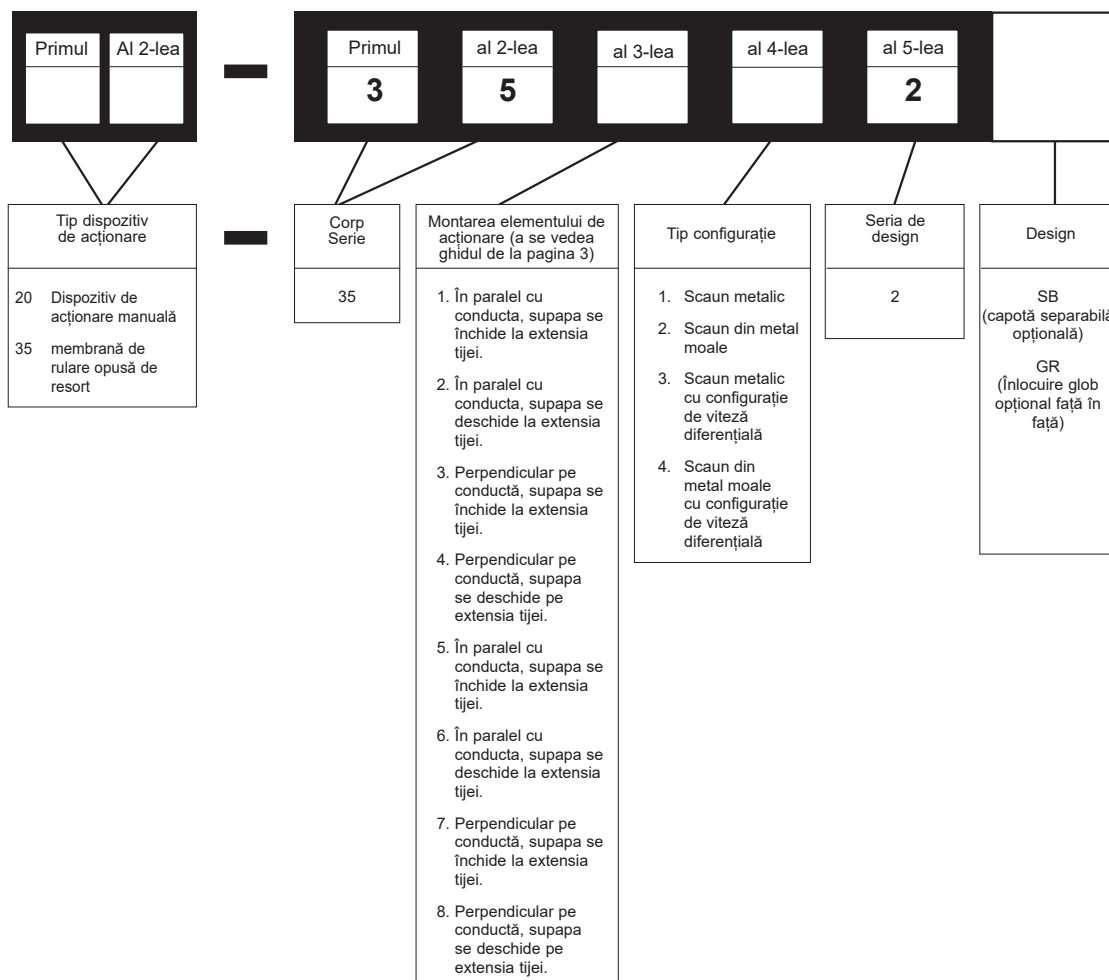 Primul
Al 2-lea
Primul
al 2-lea
al 3-lea
al 4-lea
al 5-lea
3
5
2
Tip dispozitiv
de acționare
20 Dispozitiv de
acționare manuală
35 membrană de
rulare opusă de
resort
Corp
Serie
35
Montarea elementului de
acționare (a se vedea
ghidul de la pagina 3)
1. În paralel cu
conducta, supapa se
închide la extensia
tijei.
2. În paralel cu
conducta, supapa se
deschide la extensia
tijei.
3. Perpendicular pe
conductă, supapa se
închide la extensia
tijei.
4. Perpendicular pe
conductă, supapa
se deschide pe
extensia tijei.
5. În paralel cu
conducta, supapa se
închide la extensia
tijei.
6. În paralel cu
conducta, supapa se
deschide la extensia
tijei.
7. Perpendicular pe
conductă, supapa se
închide la extensia
tijei.
8. Perpendicular pe
conductă, supapa
se deschide pe
extensia tijei.
Tip configurație
1. Scaun metalic
2. Scaun din metal
moale
3. Scaun metalic
cu configurație
de viteză
diferențială
4. Scaun din
metal moale
cu configurație
de viteză
diferențială
Seria de
design
2
Design
SB
(capotă separabilă
opțională)
GR
(Înlocuire glob
opțional față în
față)